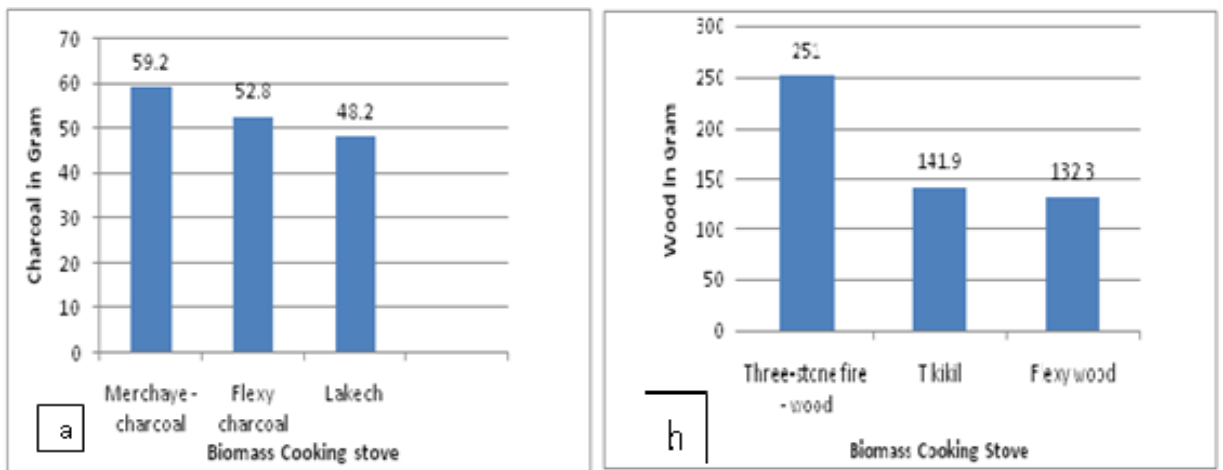 70
60
50
40
30
20
10
0
Charcoal in Gram
59.2
52.8
48.2
Merchaye -
charcoal
Flexy
charcoal
Lakech
Biomass Cooking stove
a
300
250
200
150
100
50
0
Wood In Gram
251
141.9
132.3
Three-stone fire
- wood
Tikikil
Flexy wood
Biomass Cooking Stove
h